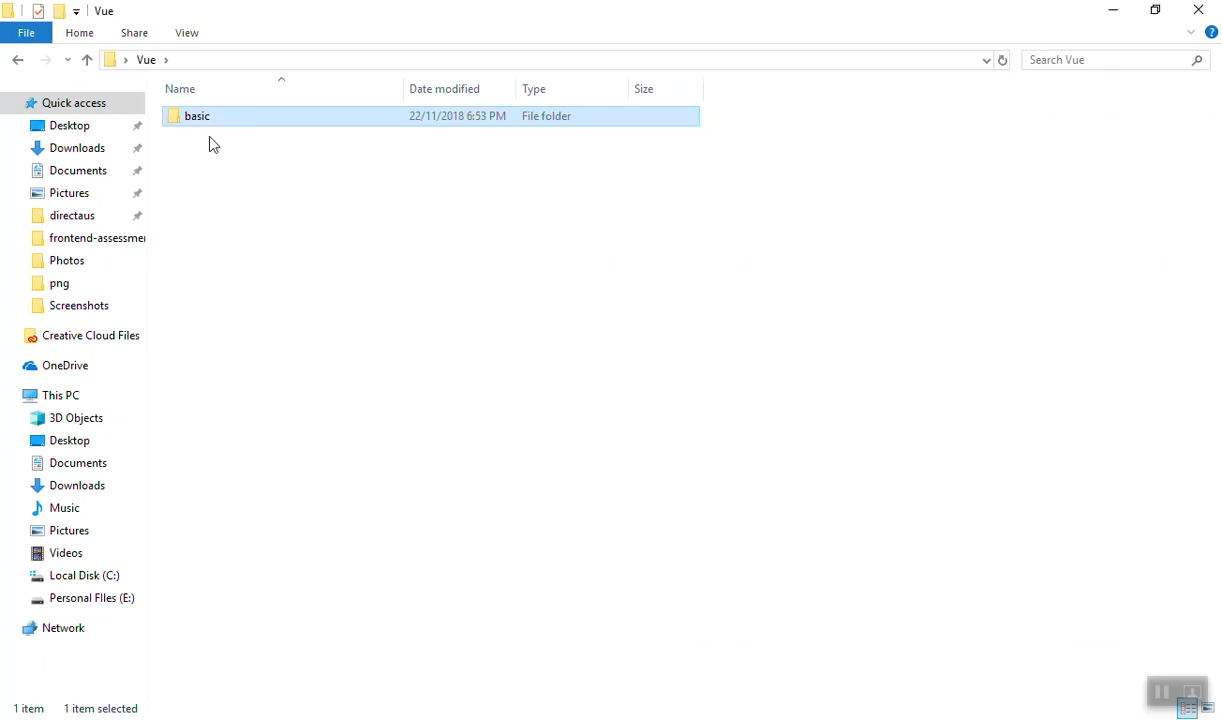 Vue
File Home Share View
Vue
Search Vue
Name Date modified Type Size
basic 22/11/2018 6:53 PM File folder
Quick access
Desktop
Downloads
Documents
Pictures
directaus
frontend-assessmen
Photos
png
Screenshots
Creative Cloud Files
OneDrive
This PC
3D Objects
Desktop
Documents
Downloads
Music
Pictures
Videos
Local Disk (C:)
Personal FIles (E:)
Network
1 item 1 item selected